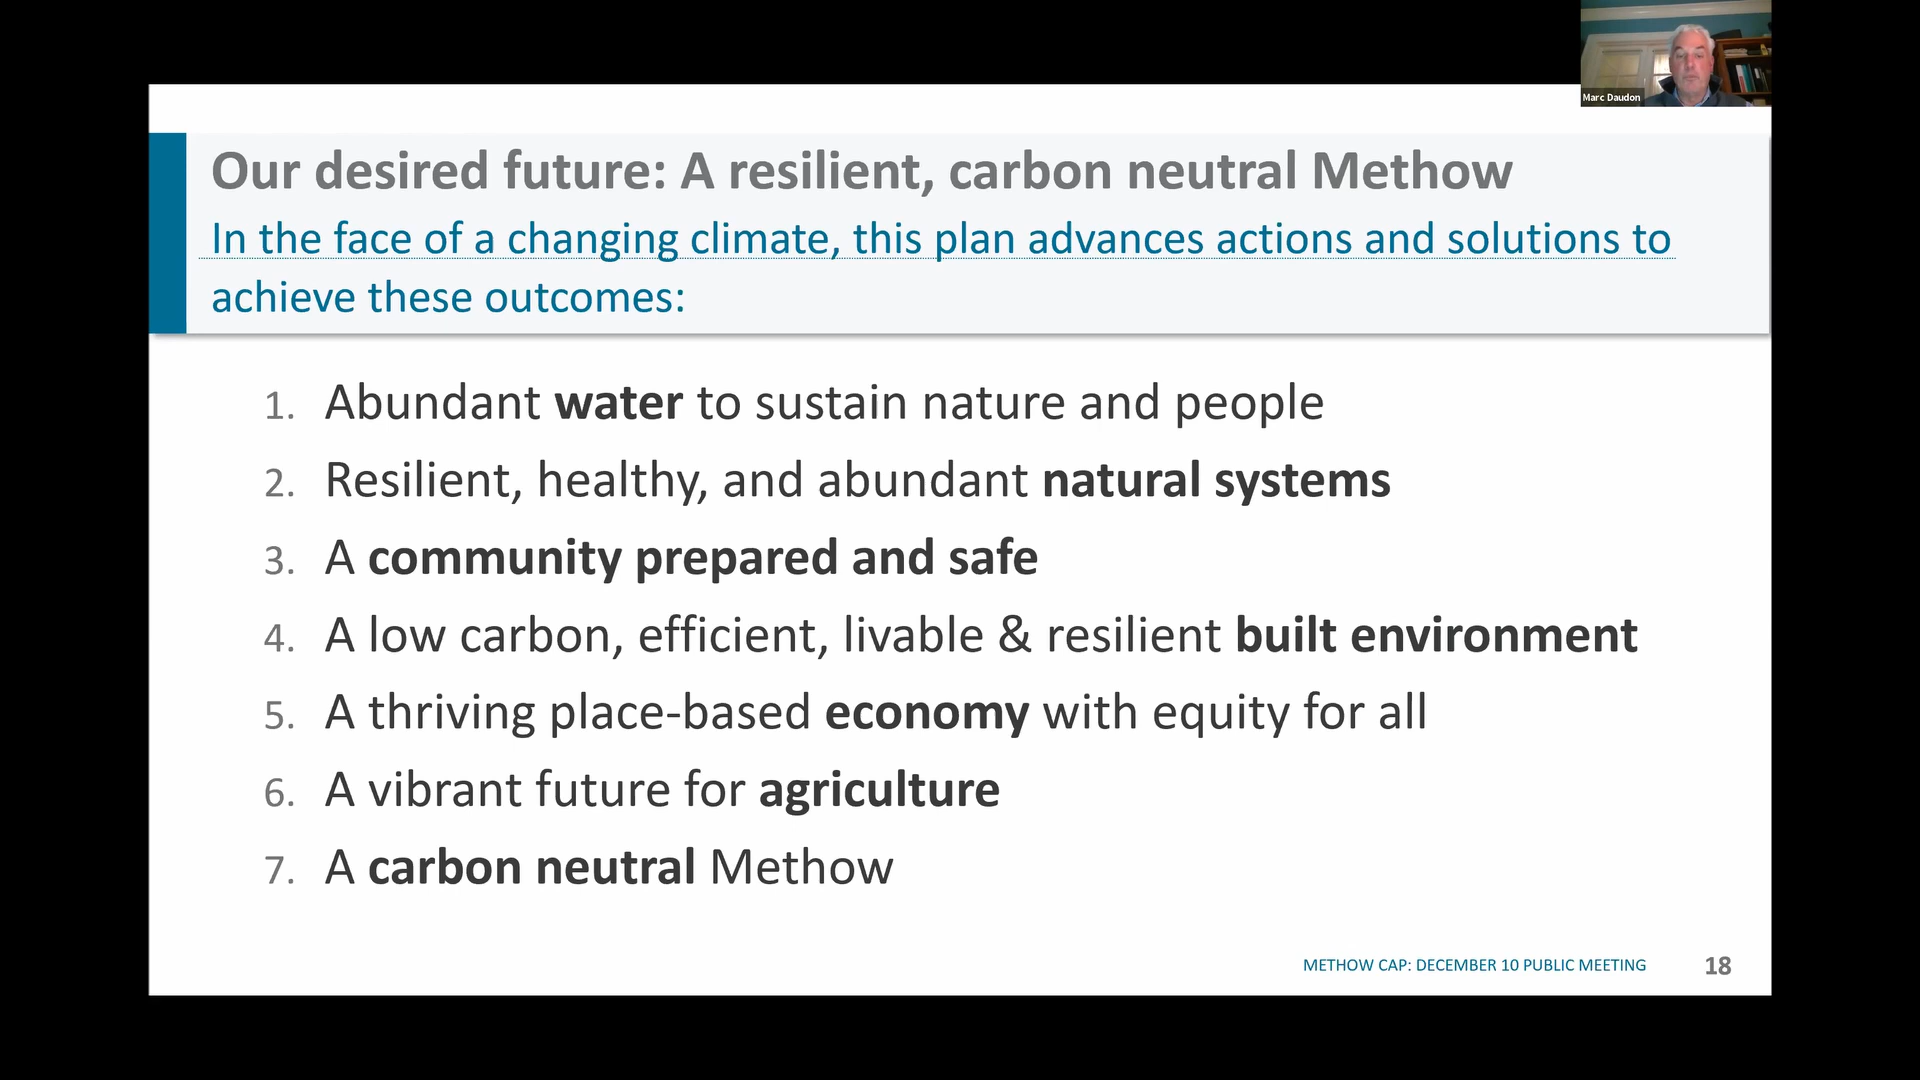 Marc Daudon
Our desired future: A resilient, carbon neutral Methow
In the face of a changing climate, this plan advances actions and solutions to
achieve these outcomes:
1. Abundant water to sustain nature and people
2. Resilient, healthy, and abundant natural systems
3. A community prepared and safe
4. A low carbon, efficient, livable & resilient built environment
5. A thriving place-based economy with equity for all
6. A vibrant future for agriculture
7. A carbon neutral Methow
METHOW CAP: DECEMBER 10 PUBLIC MEETING 18